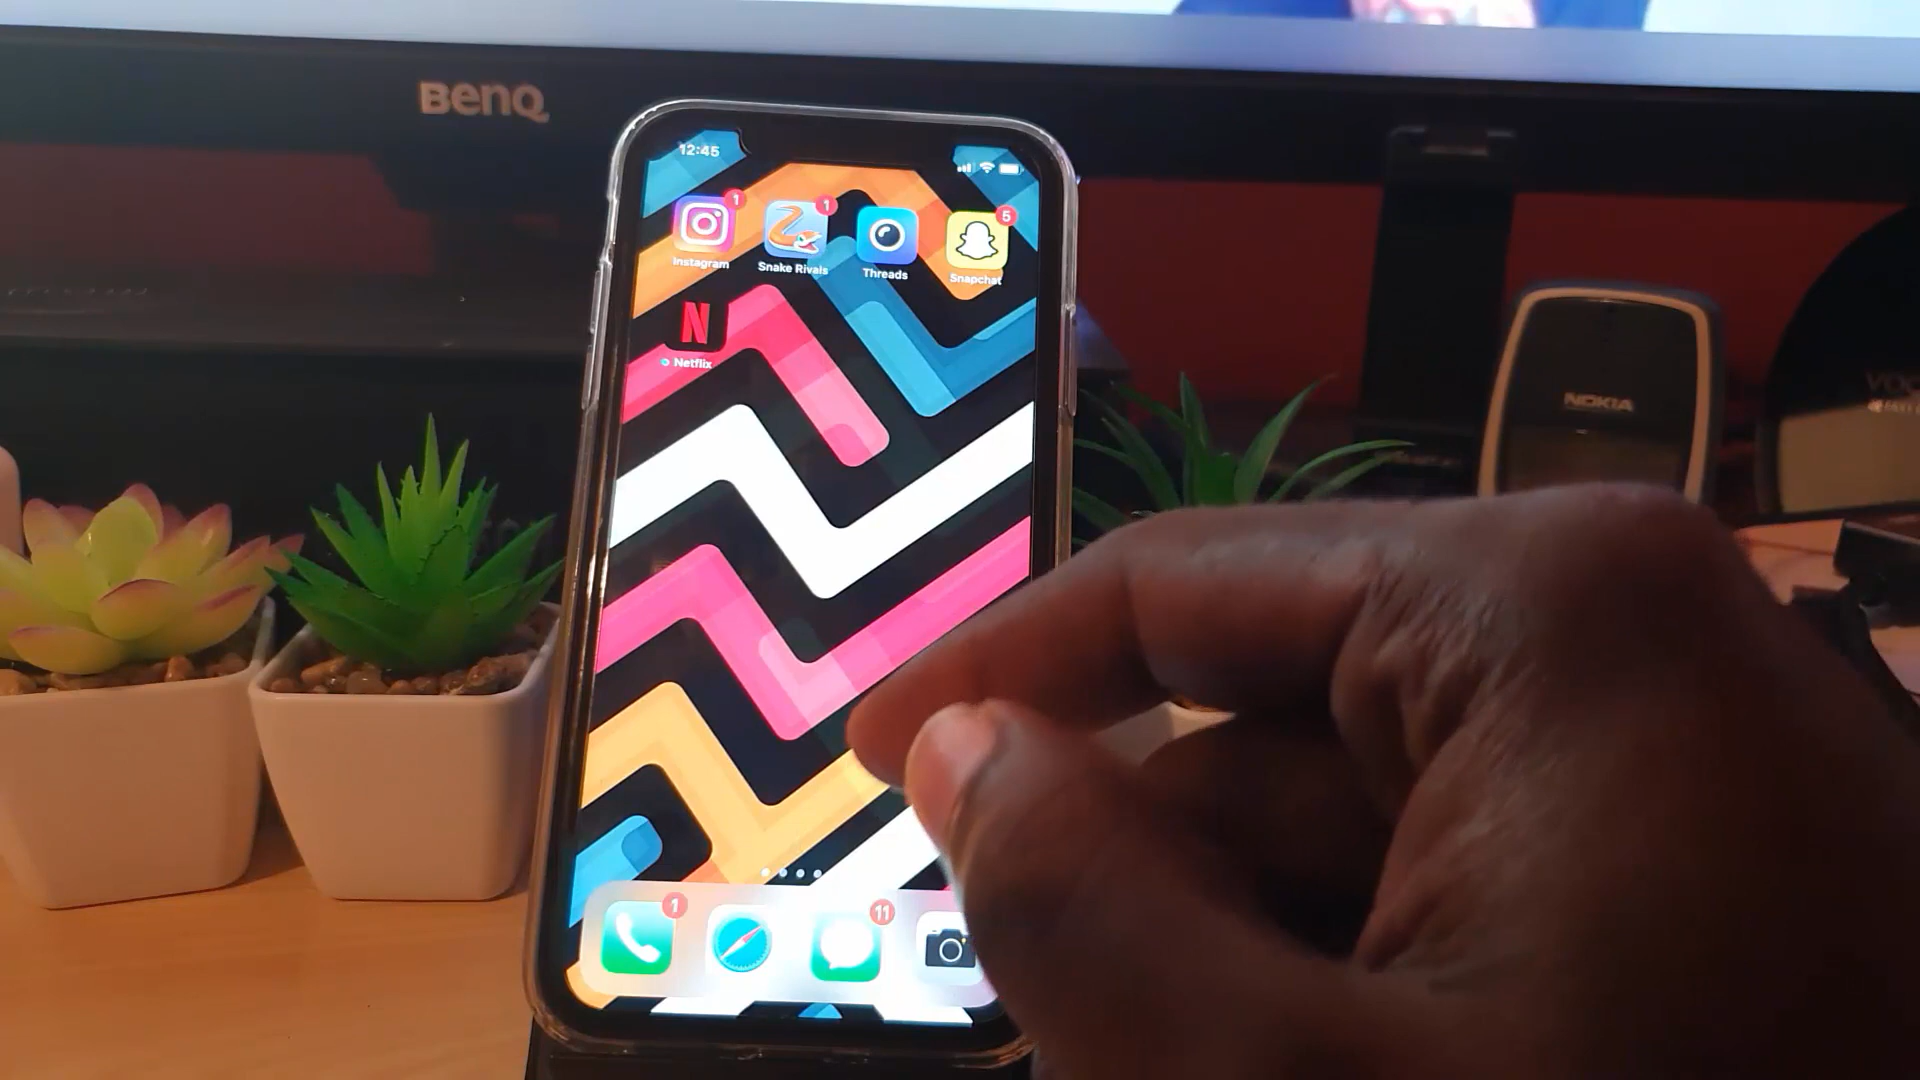 BenQ
12:45
1
1
5
Instagram
Snake Rivals
Threads
Snapchat
N
Netflix
NOKIA
1
11